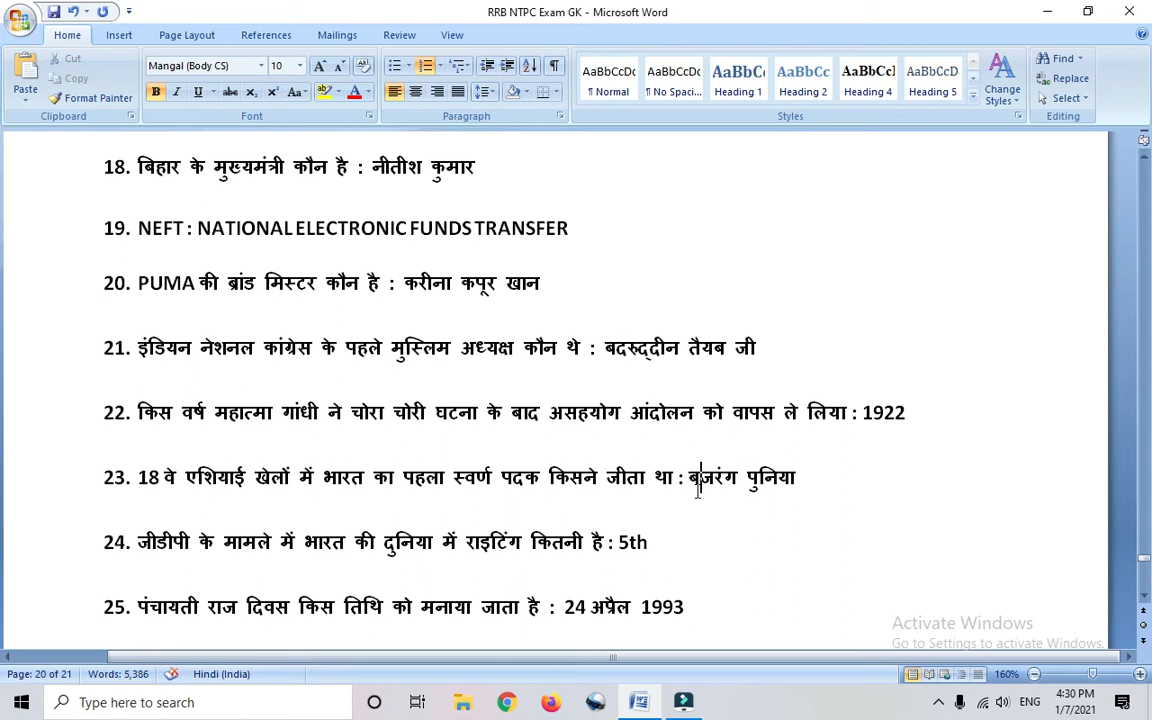 RRB NTPC Exam GK - Microsoft Word
Home Insert Page Layout References Mailings Review View
Paste Cut Copy Format Painter Clipboard
Mangal (Body CS) 10 Font
Paragraph
AaBbCcDc ¶ Normal AaBbCcDc ¶ No Spaci... AaBbC Heading 1 AaBbCc Heading 2 AaBbCcI Heading 4 AaBbCcD Heading 5 Change Styles Styles
Find Replace Select Editing
18. बिहार के मुख्यमंत्री कौन है : नीतीश कुमार
19. NEFT : NATIONAL ELECTRONIC FUNDS TRANSFER
20. PUMA की ब्रांड मिस्टर कौन है : करीना कपूर खान
21. इंडियन नेशनल कांग्रेस के पहले मुस्लिम अध्यक्ष कौन थे : बदरुद्दीन तैयब जी
22. किस वर्ष महात्मा गांधी ने चोरा चोरी घटना के बाद असहयोग आंदोलन को वापस ले लिया : 1922
23. 18 वे एशियाई खेलों में भारत का पहला स्वर्ण पदक किसने जीता था : बजरंग पुनिया
24. जीडीपी के मामले में भारत की दुनिया में राइटिंग कितनी है : 5th
25. पंचायती राज दिवस किस तिथि को मनाया जाता है : 24 अप्रैल 1993
Activate Windows
Go to Settings to activate Windows.
Page: 20 of 21 Words: 5,386 Hindi (India) 160%
Type here to search ENG 4:30 PM
1/7/2021